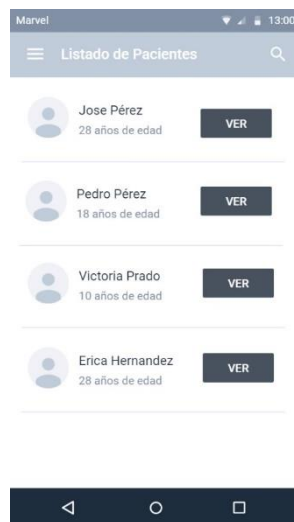 Marvel 13:00
Listado de Pacientes
Jose Pérez
28 años de edad
VER
Pedro Pérez
18 años de edad
VER
Victoria Prado
10 años de edad
VER
Erica Hernandez
28 años de edad
VER